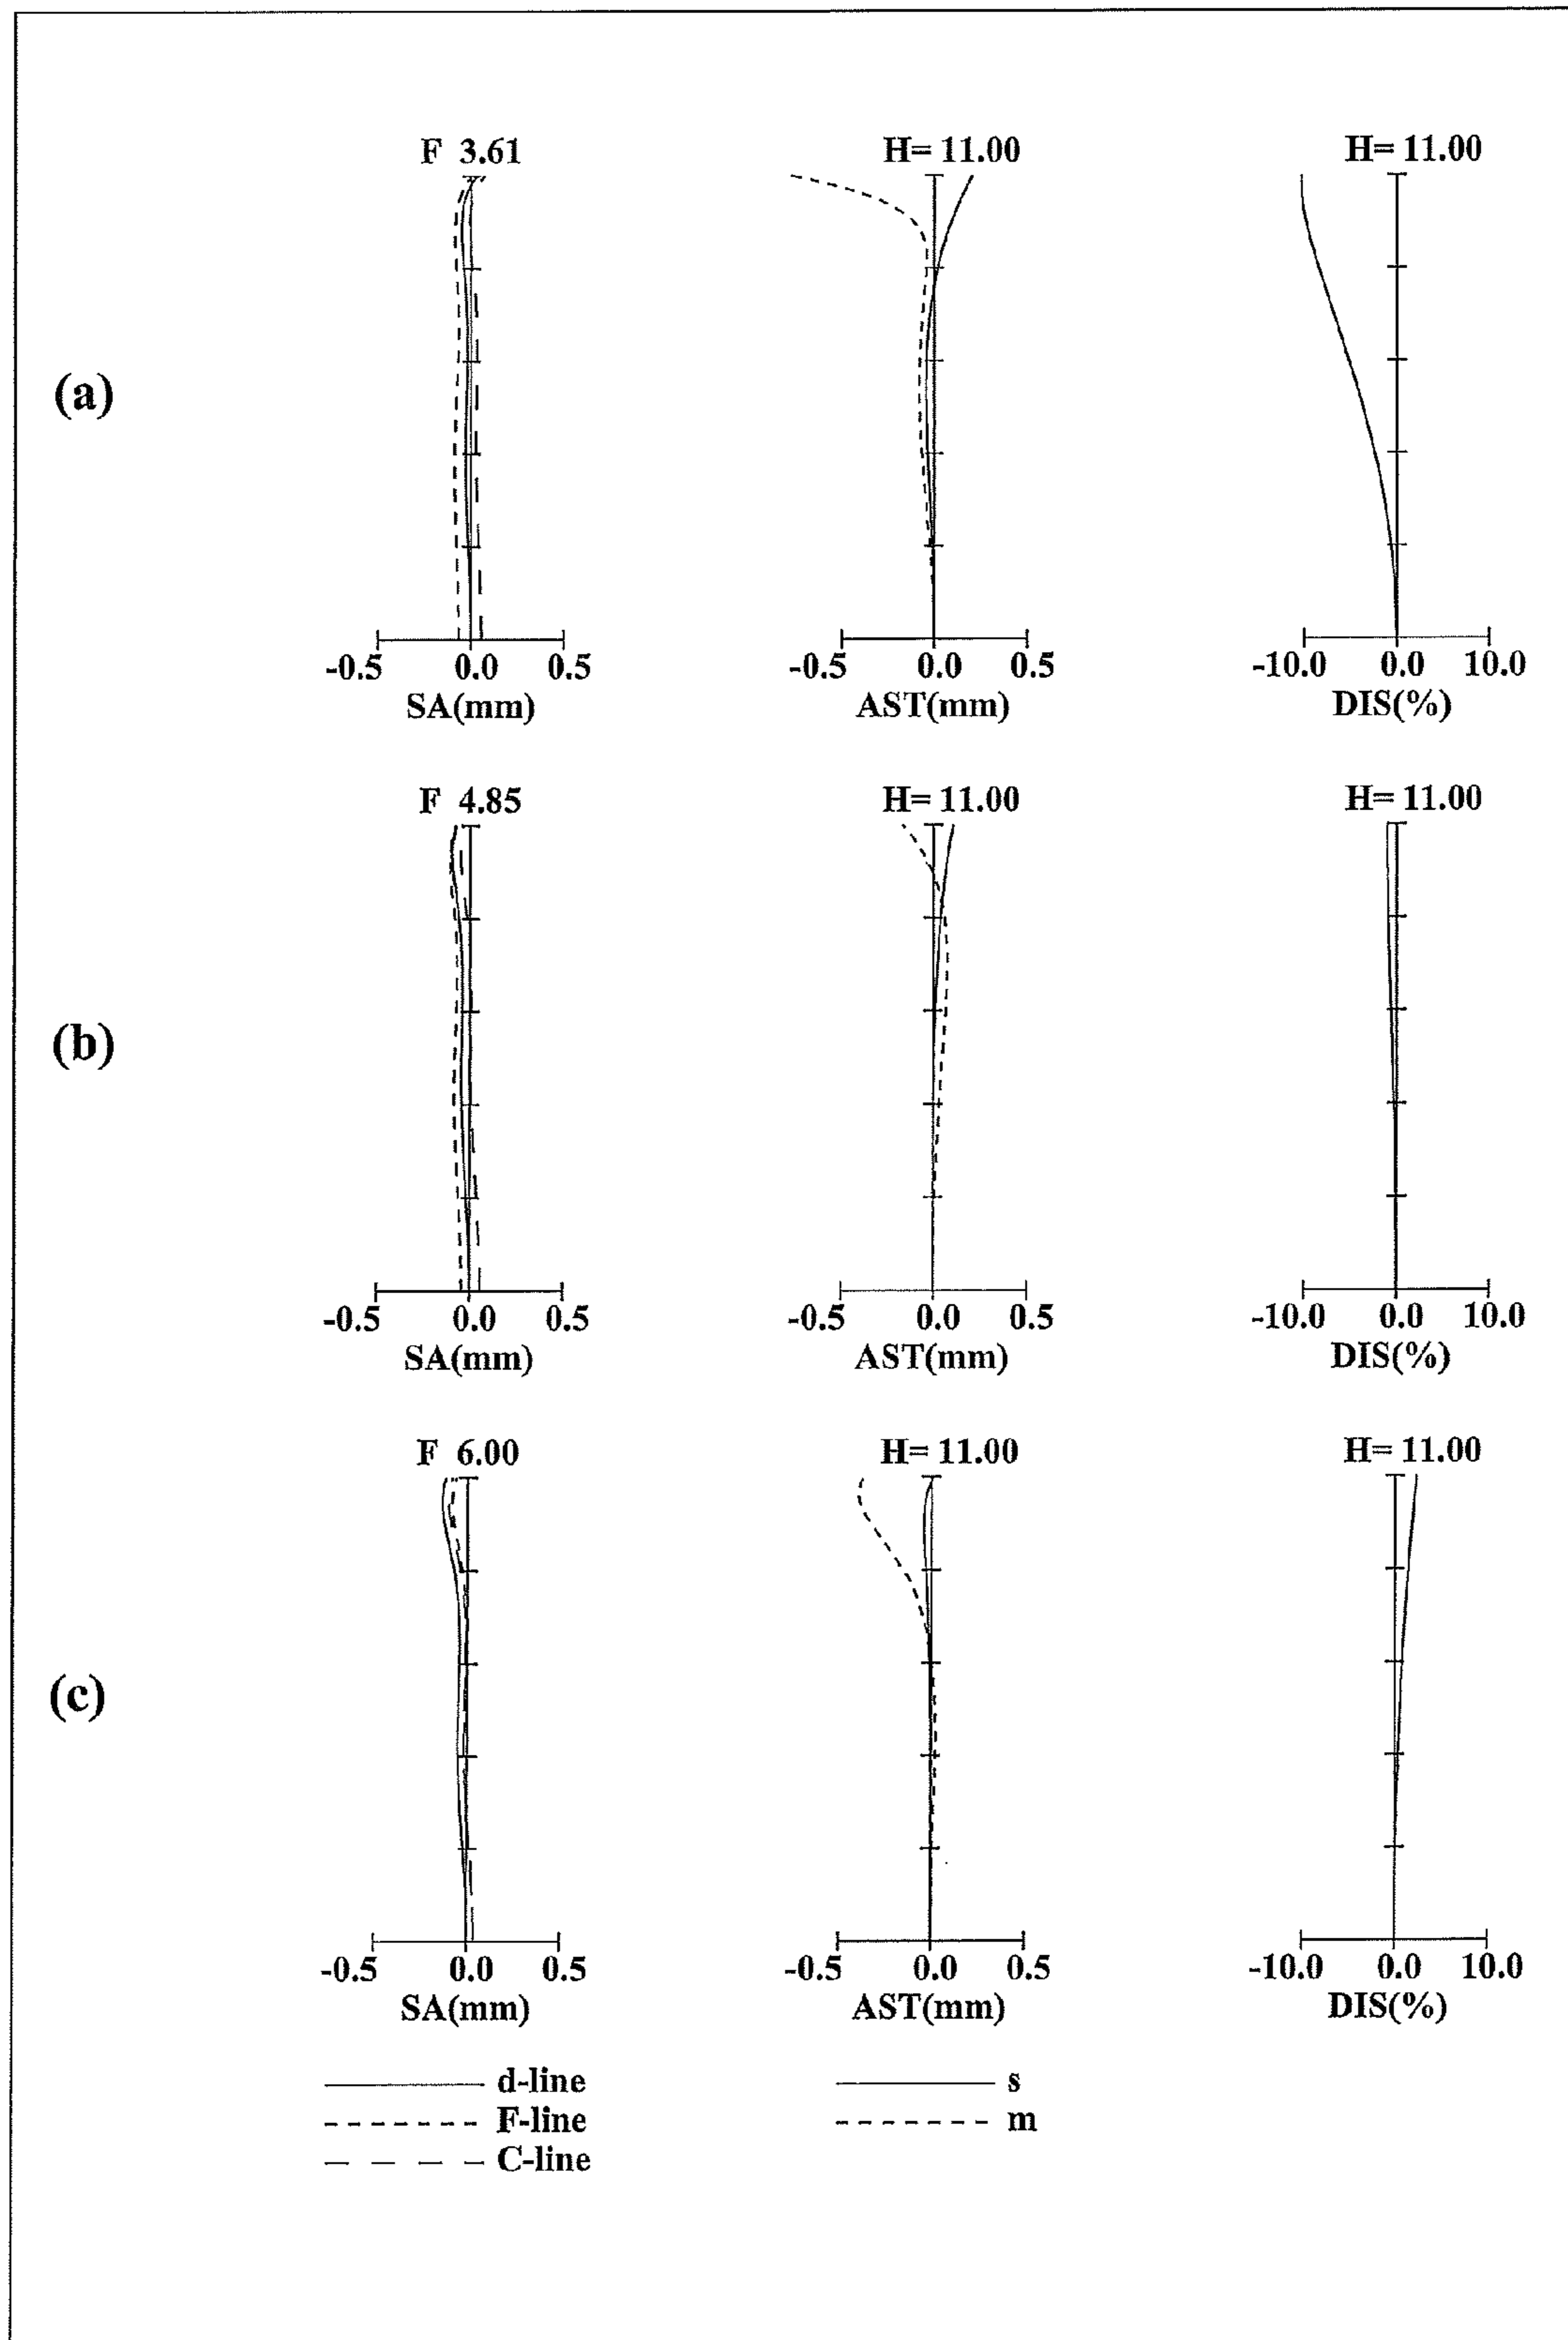 F 3.61 H= 11.00 H= 11.00
(a)
-0.5 0.0 0.5 -0.5 0.0 0.5 -10.0 0.0 10.0
SA(mm) AST(mm) DIS(%)
F 4.85 H= 11.00 H= 11.00
(b)
-0.5 0.0 0.5 -0.5 0.0 0.5 -10.0 0.0 10.0
SA(mm) AST(mm) DIS(%)
F 6.00 H= 11.00 H= 11.00
(c)
-0.5 0.0 0.5 -0.5 0.0 0.5 -10.0 0.0 10.0
SA(mm) AST(mm) DIS(%)
d-line s
F-line m
C-line